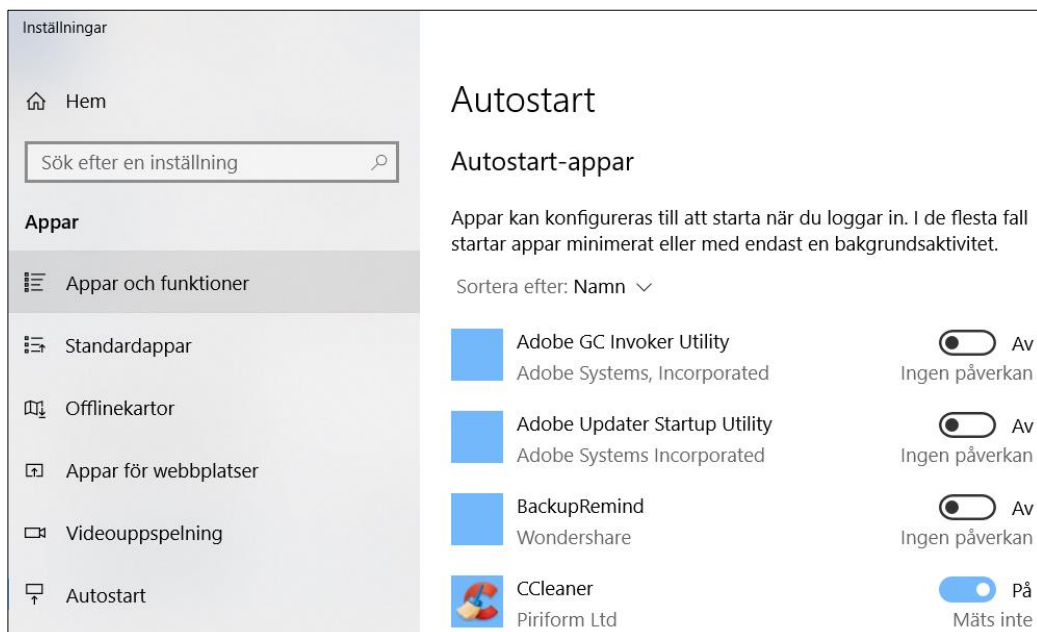 Inställningar
Hem
Sök efter en inställning
Appar
Appar och funktioner
Standardappar
Offlinekartor
Appar för webbplatser
Videouppspelning
Autostart
Autostart
Autostart-appar
Appar kan konfigureras till att starta när du loggar in. I de flesta fall
startar appar minimerat eller med endast en bakgrundsaktivitet.
Sortera efter: Namn
Adobe GC Invoker Utility
Av
Adobe Systems, Incorporated
Ingen påverkan
Adobe Updater Startup Utility
Av
Adobe Systems Incorporated
Ingen påverkan
BackupRemind
Av
Wondershare
Ingen påverkan
CCleaner
På
Piriform Ltd
Mäts inte